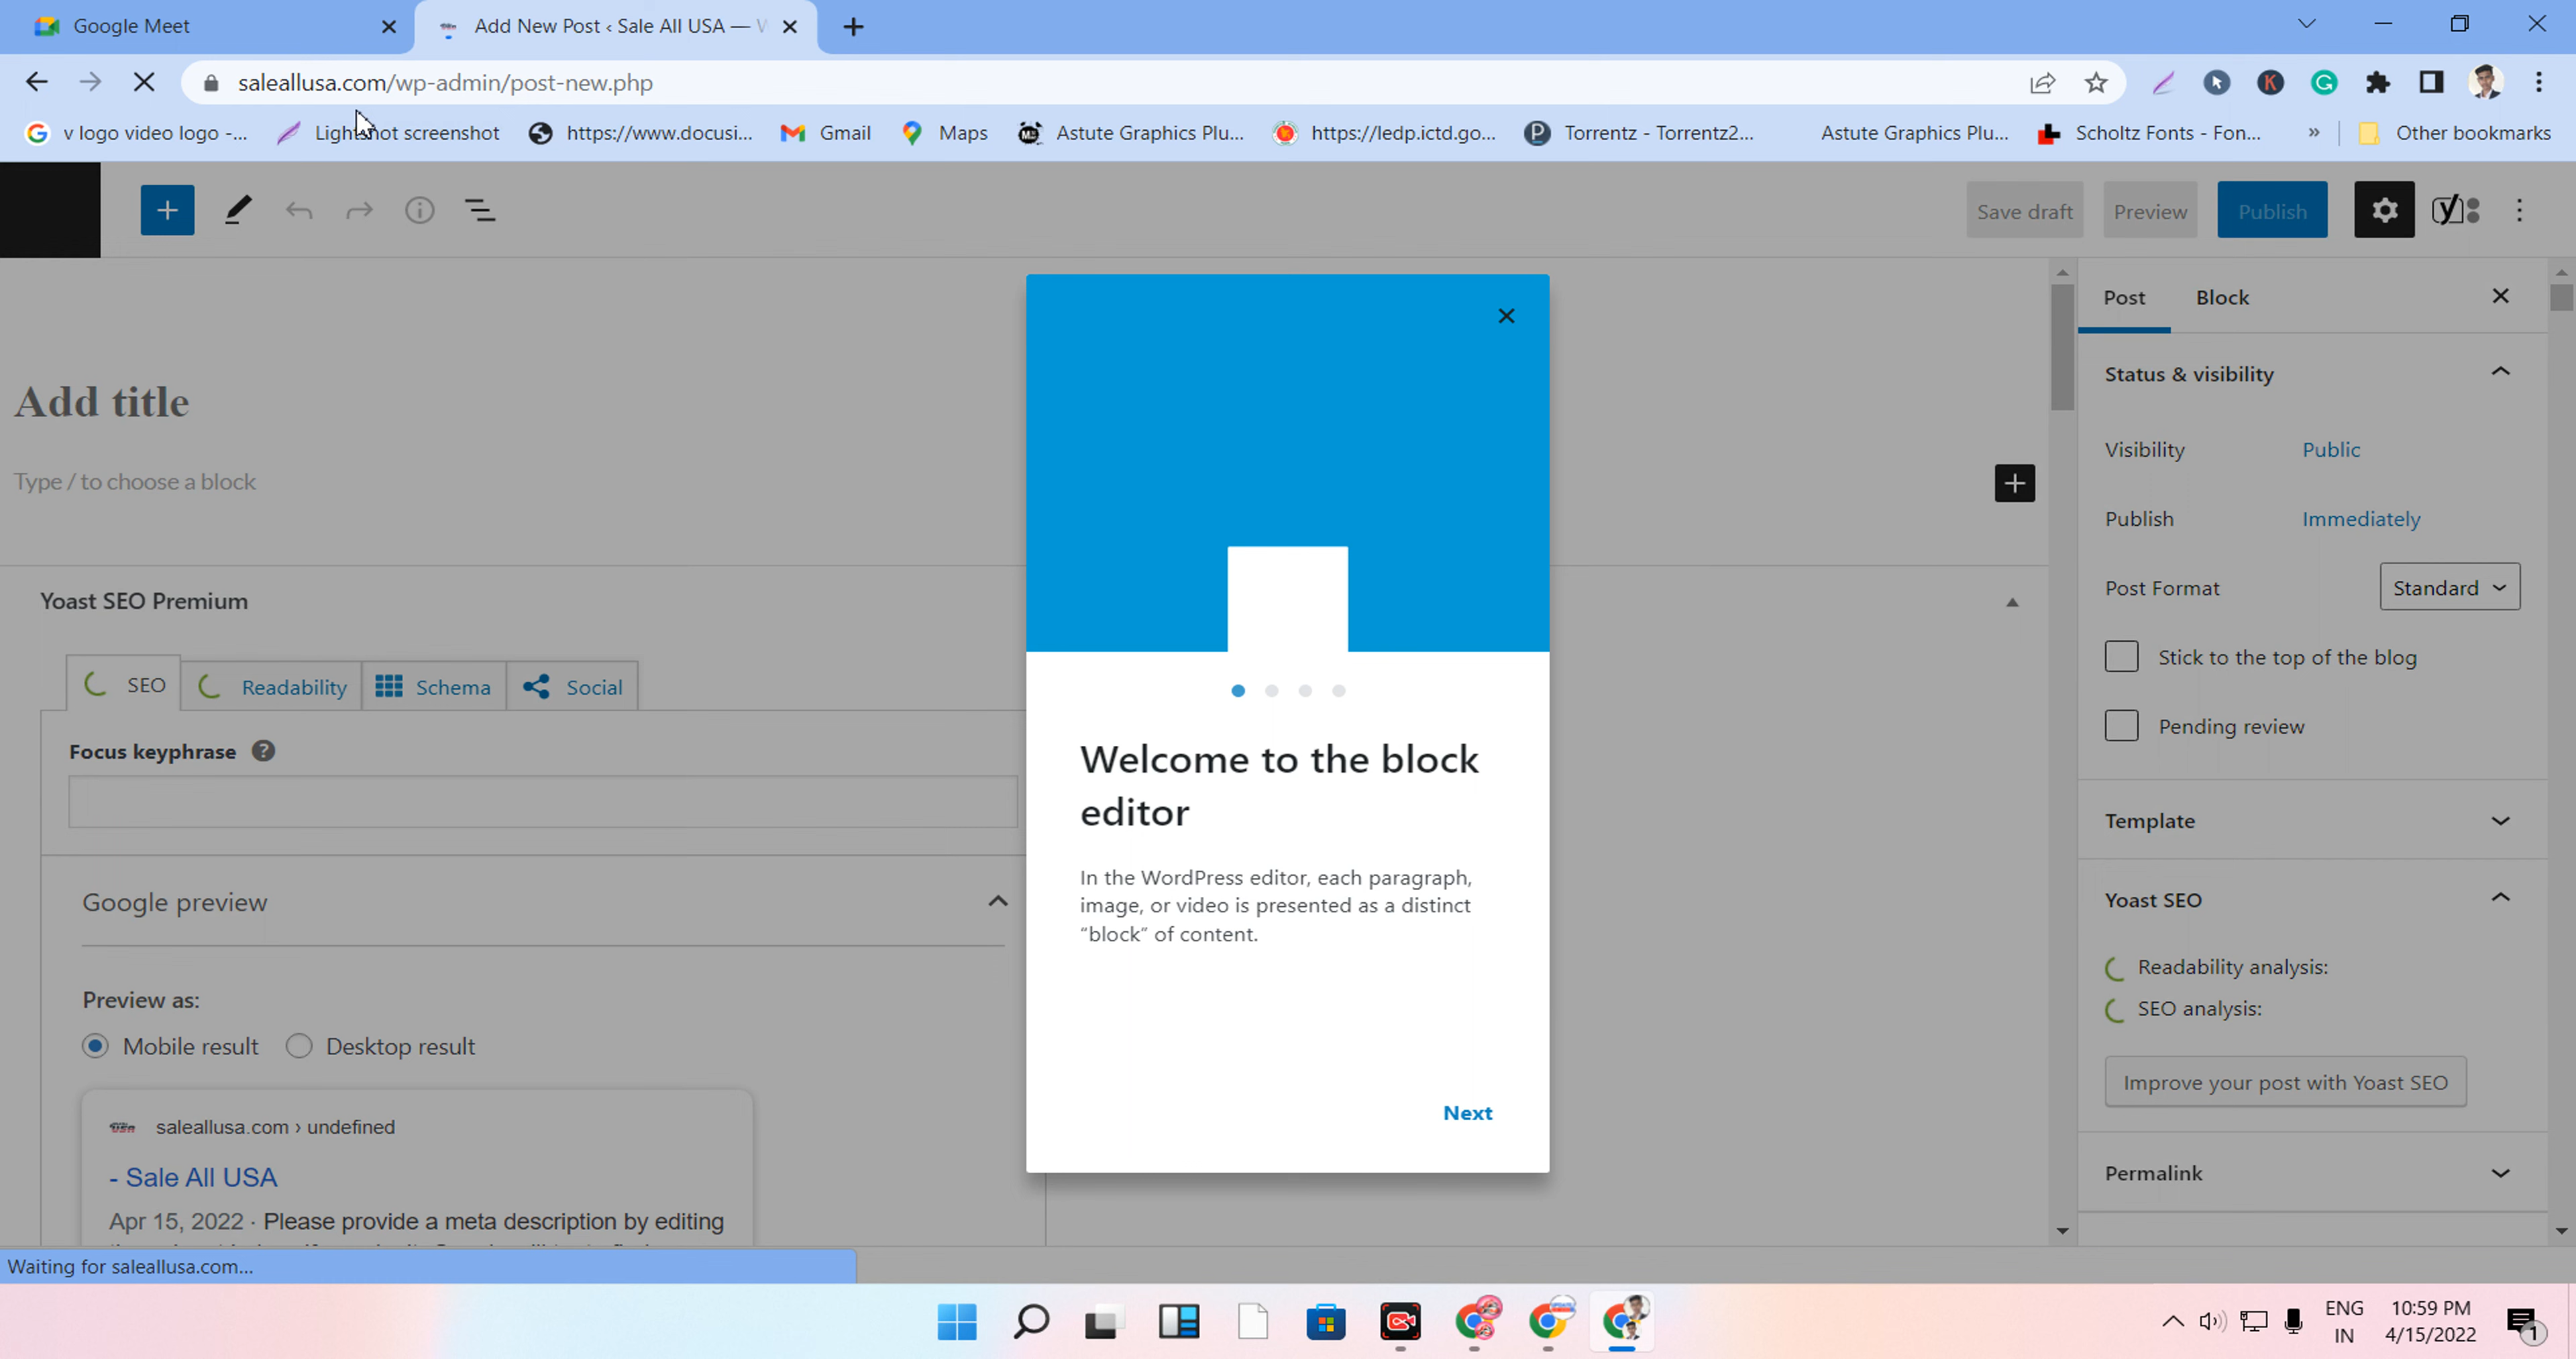 Google Meet
Add New Post ‹ Sale All USA —
saleallusa.com/wp-admin/post-new.php
v logo video logo -...
Lightshot screenshot
https://www.docusi...
Gmail
Maps
Astute Graphics Plu...
https://ledp.ictd.go...
Torrentz - Torrentz2...
Astute Graphics Plu...
Scholtz Fonts - Fon...
»
Other bookmarks
Save draft
Preview
Publish
Post
Block
Add title
Type / to choose a block
Status & visibility
Visibility
Public
Publish
Immediately
Post Format
Standard
Stick to the top of the blog
Pending review
Template
Yoast SEO
Readability analysis:
SEO analysis:
Improve your post with Yoast SEO
Permalink
Yoast SEO Premium
SEO
Readability
Schema
Social
Focus keyphrase
Google preview
Preview as:
Mobile result
Desktop result
saleallusa.com › undefined
- Sale All USA
Apr 15, 2022 · Please provide a meta description by editing
Welcome to the block
editor
In the WordPress editor, each paragraph,
image, or video is presented as a distinct
“block” of content.
Next
Waiting for saleallusa.com...
ENG
IN
10:59 PM
4/15/2022
1